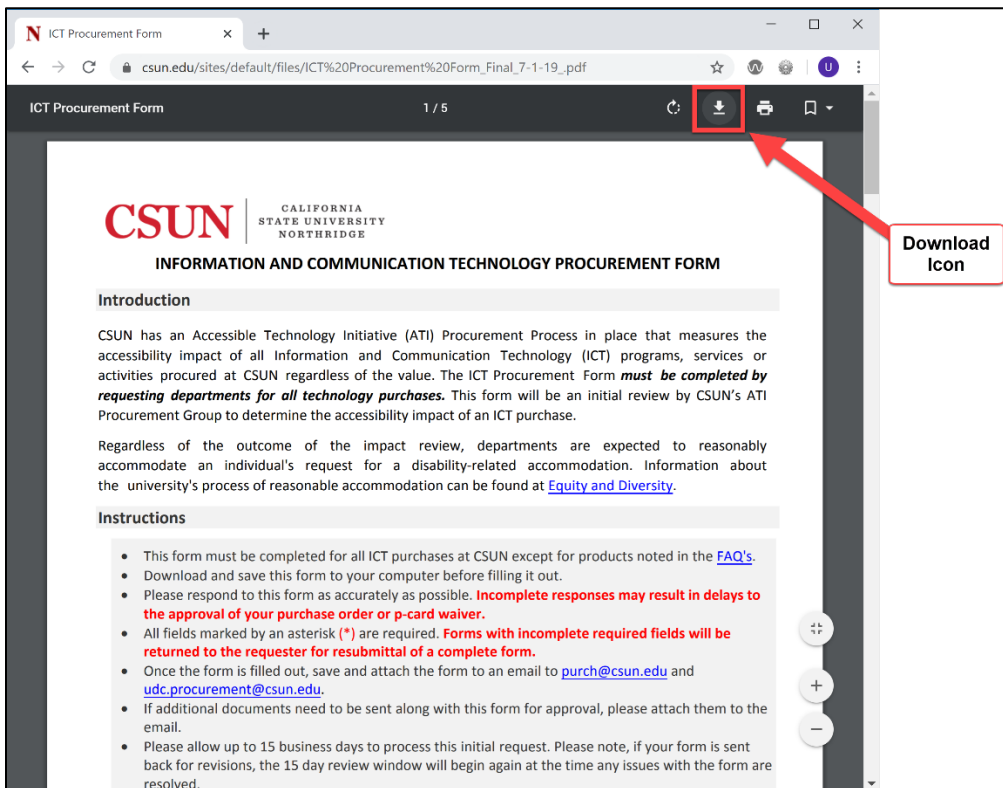 ICT Procurement Form
csun.edu/sites/default/files/ICT%20Procurement%20Form_Final_7-1-19_.pdf
U
ICT Procurement Form
1 / 5
CSUN
CALIFORNIA
STATE UNIVERSITY
NORTHRIDGE
Download
Icon
INFORMATION AND COMMUNICATION TECHNOLOGY PROCUREMENT FORM
Introduction
CSUN has an Accessible Technology Initiative (ATI) Procurement Process in place that measures the
accessibility impact of all Information and Communication Technology (ICT) programs, services or
activities procured at CSUN regardless of the value. The ICT Procurement Form must be completed by
requesting departments for all technology purchases. This form will be an initial review by CSUN's ATI
Procurement Group to determine the accessibility impact of an ICT purchase.
Regardless of the outcome of the impact review, departments are expected to reasonably
accommodate an individual's request for a disability-related accommodation. Information about
the university's process of reasonable accommodation can be found at Equity and Diversity.
Instructions
• This form must be completed for all ICT purchases at CSUN except for products noted in the FAQ's.
• Download and save this form to your computer before filling it out.
• Please respond to this form as accurately as possible. Incomplete responses may result in delays to
the approval of your purchase order or p-card waiver.
• All fields marked by an asterisk (*) are required. Forms with incomplete required fields will be
returned to the requester for resubmittal of a complete form.
• Once the form is filled out, save and attach the form to an email to purch@csun.edu and
udc.procurement@csun.edu.
• If additional documents need to be sent along with this form for approval, please attach them to the
email.
• Please allow up to 15 business days to process this initial request. Please note, if your form is sent
back for revisions, the 15 day review window will begin again at the time any issues with the form are
resolved.